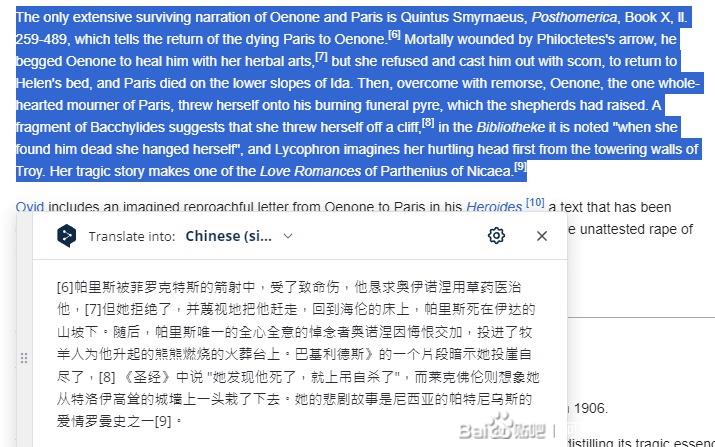 The only extensive surviving narration of Oenone and Paris is Quintus Smyrnaeus, Posthomerica, Book X, ll.
259-489, which tells the return of the dying Paris to Oenone.[6] Mortally wounded by Philoctetes's arrow, he
begged Oenone to heal him with her herbal arts,[7] but she refused and cast him out with scorn, to return to
Helen's bed, and Paris died on the lower slopes of Ida. Then, overcome with remorse, Oenone, the one whole-
hearted mourner of Paris, threw herself onto his burning funeral pyre, which the shepherds had raised. A
fragment of Bacchylides suggests that she threw herself off a cliff,[8] in the Bibliotheke it is noted "when she
found him dead she hanged herself", and Lycophron imagines her hurtling head first from the towering walls of
Troy. Her tragic story makes one of the Love Romances of Parthenius of Nicaea.[9]
Ovid includes an imagined reproachful letter from Oenone to Paris in his Heroides,[10] a text that has been
e unattested rape of
Translate into: Chinese (si...
[6]帕里斯被菲罗克特斯的箭射中，受了致命伤，他恳求奥伊诺涅用草药医治
他，[7]但她拒绝了，并蔑视地把他赶走，回到海伦的床上，帕里斯死在伊达的
山坡下。随后，帕里斯唯一的全心全意的悼念者奥诺涅因悔恨交加，投进了牧
羊人为他升起的熊熊燃烧的火葬台上。巴基利德斯》的一个片段暗示她投崖自
尽了，[8] 《圣经》中说 "她发现他死了，就上吊自杀了"，而莱克佛伦则想象她
从特洛伊高耸的城墙上一头栽了下去。她的悲剧故事是尼西亚的帕特尼乌斯的
爱情罗曼史之一[9]。
1906.
distilling its tragic essenc
Bai 贴吧